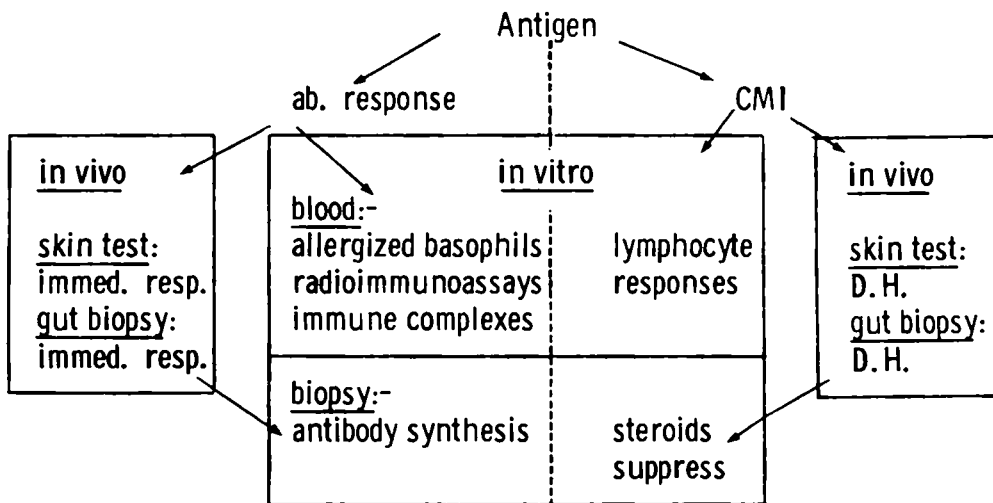 Antigen
ab. response
CMI
in vivo
skin test:
immed. resp.
gut biopsy:
immed. resp.
in vitro
blood:-
allergized basophils
radioimmunoassays
immune complexes
lymphocyte
responses
biopsy:-
antibody synthesis
steroids
suppress
in vivo
skin test:
D. H.
gut biopsy:
D. H.